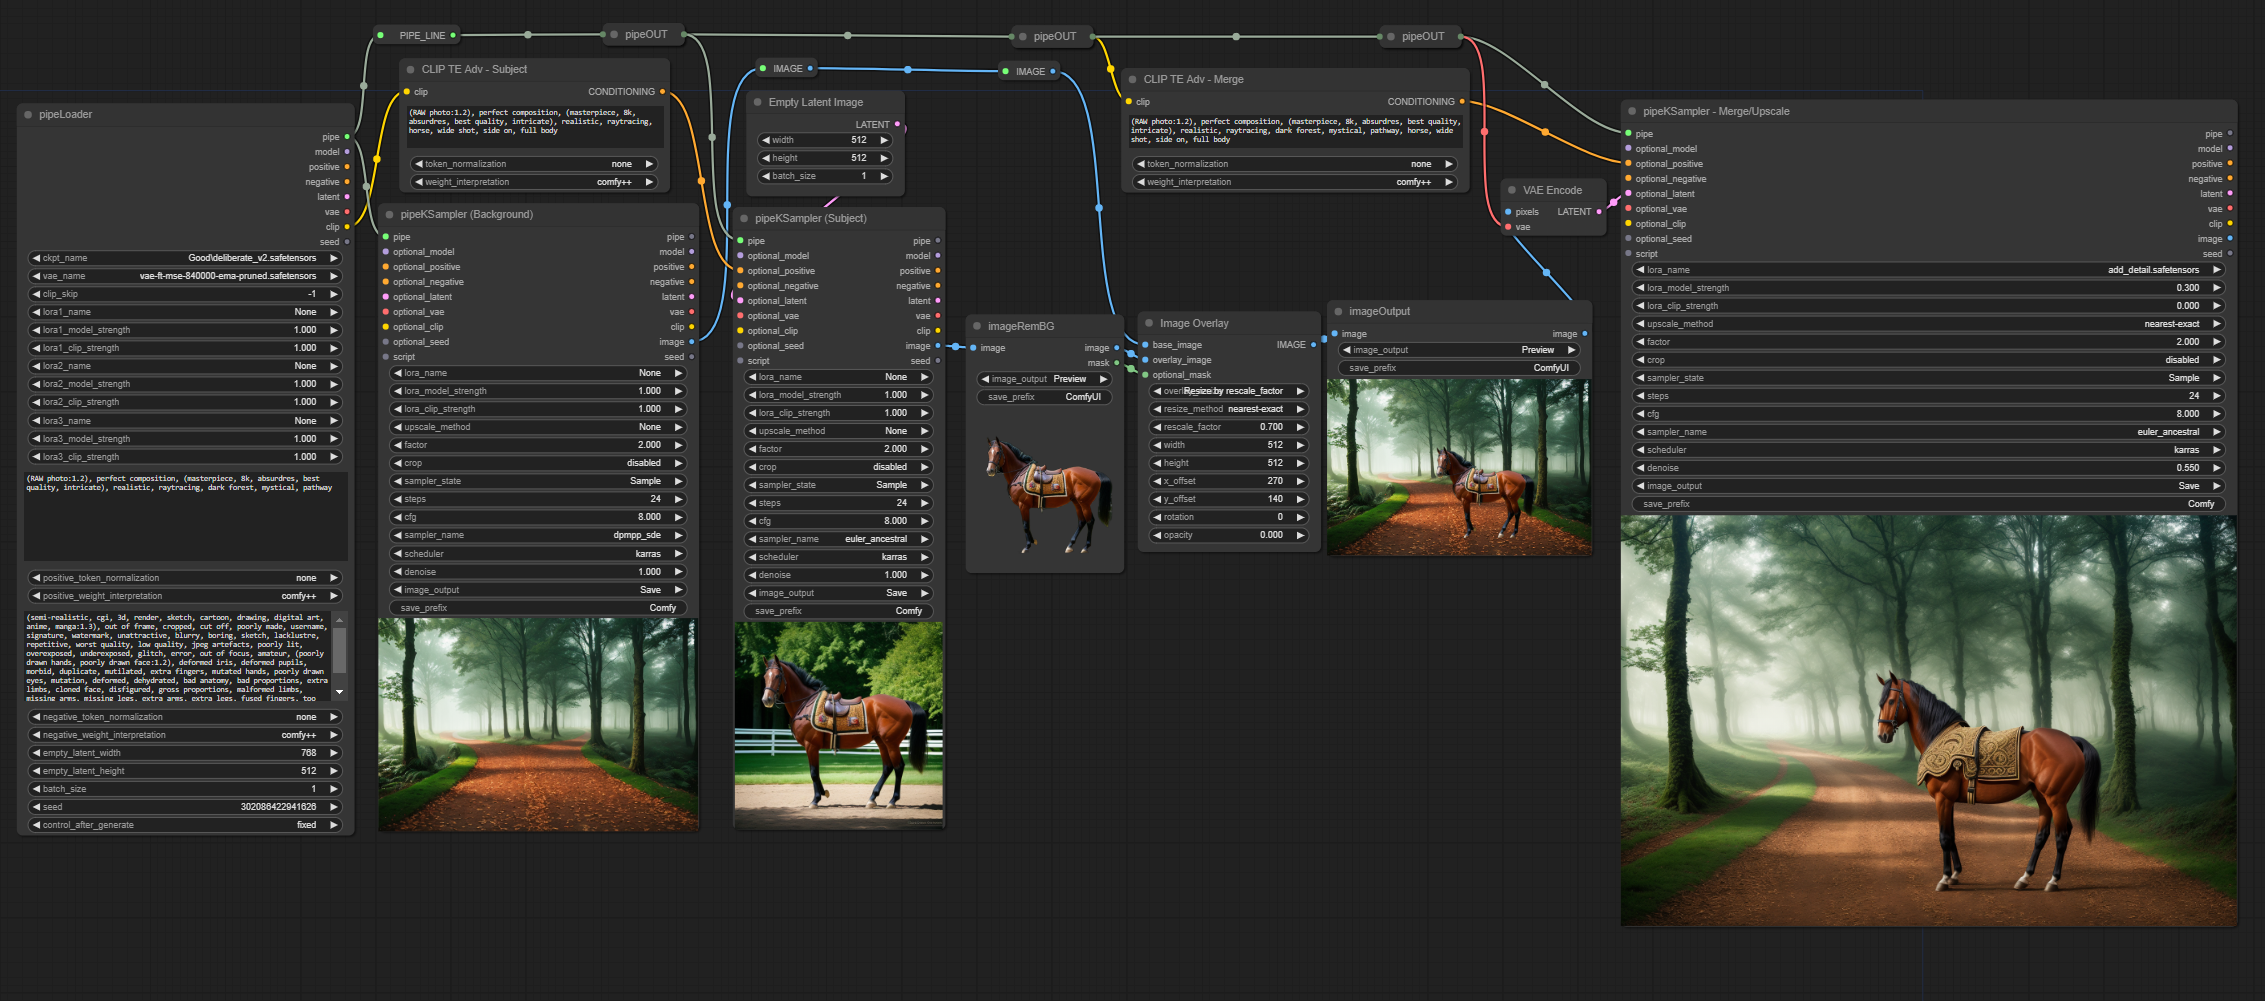 PIPE_LINE
pipeOUT
pipeOUT
pipeOUT
IMAGE
IMAGE
pipeLoader
pipe
model
positive
negative
latent
vae
clip
seed
ckpt_name Good\deliberate_v2.safetensors
vae_name vae-ft-mse-840000-ema-pruned.safetensors
clip_skip -1
lora1_name None
lora1_model_strength 1.000
lora1_clip_strength 1.000
lora2_name None
lora2_model_strength 1.000
lora2_clip_strength 1.000
lora3_name None
lora3_model_strength 1.000
lora3_clip_strength 1.000
(RAW photo:1.2), perfect composition, (masterpiece, 8k, absurdres, best
quality, intricate), realistic, raytracing, dark forest, mystical, pathway
positive_token_normalization none
positive_weight_interpretation comfy++
(semi-realistic, cgi, 3d, render, sketch, cartoon, drawing, digital art,
anime, manga:1.3), out of frame, cropped, cut off, poorly made, username,
signature, watermark, unattractive, blurry, boring, sketch, lacklustre,
repetitive, worst quality, low quality, jpeg artefacts, poorly lit,
overexposed, underexposed, glitch, error, out of focus, amateur, (poorly
drawn hands, poorly drawn face:1.2), deformed iris, deformed pupils,
morbid, duplicate, mutilated, extra fingers, mutated hands, poorly drawn
eyes, mutation, deformed, dehydrated, bad anatomy, bad proportions, extra
limbs, cloned face, disfigured, gross proportions, malformed limbs,
missing arms, missing legs, extra arms, extra legs, fused fingers, too
negative_token_normalization none
negative_weight_interpretation comfy++
empty_latent_width 768
empty_latent_height 512
batch_size 1
seed 302086422941626
control_after_generate fixed
CLIP TE Adv - Subject
clip CONDITIONING
(RAW photo:1.2), perfect composition, (masterpiece, 8k,
absurdres, best quality, intricate), realistic, raytracing,
horse, wide shot, side on, full body
token_normalization none
weight_interpretation comfy++
pipeKSampler (Background)
pipe pipe
optional_model model
optional_positive positive
optional_negative negative
optional_latent latent
optional_vae vae
optional_clip clip
optional_seed image
script seed
lora_name None
lora_model_strength 1.000
lora_clip_strength 1.000
upscale_method None
factor 2.000
crop disabled
sampler_state Sample
steps 24
cfg 8.000
sampler_name dpmpp_sde
scheduler karras
denoise 1.000
image_output Save
save_prefix Comfy
Empty Latent Image
LATENT
width 512
height 512
batch_size 1
pipeKSampler (Subject)
pipe pipe
optional_model model
optional_positive positive
optional_negative negative
optional_latent latent
optional_vae vae
optional_clip clip
optional_seed image
script seed
lora_name None
lora_model_strength 1.000
lora_clip_strength 1.000
upscale_method None
factor 2.000
crop disabled
sampler_state Sample
steps 24
cfg 8.000
sampler_name euler_ancestral
scheduler karras
denoise 1.000
image_output Save
save_prefix Comfy
imageRemBG
image image
mask
image_output Preview
save_prefix ComfyUI
CLIP TE Adv - Merge
clip CONDITIONING
(RAW photo:1.2), perfect composition, (masterpiece, 8k, absurdres, best quality,
intricate), realistic, raytracing, dark forest, mystical, pathway, horse, wide
shot, side on, full body
token_normalization none
weight_interpretation comfy++
Image Overlay
base_image IMAGE
overlay_image
optional_mask
Resize by rescale_factor
resize_method nearest-exact
rescale_factor 0.700
width 512
height 512
x_offset 270
y_offset 140
rotation 0
opacity 0.000
imageOutput
image image
image_output Preview
save_prefix ComfyUI
VAE Encode
pixels LATENT
vae
pipeKSampler - Merge/Upscale
pipe pipe
optional_model model
optional_positive positive
optional_negative negative
optional_latent latent
optional_vae vae
optional_clip clip
optional_seed image
script seed
lora_name add_detail.safetensors
lora_model_strength 0.300
lora_clip_strength 0.000
upscale_method nearest-exact
factor 2.000
crop disabled
sampler_state Sample
steps 24
cfg 8.000
sampler_name euler_ancestral
scheduler karras
denoise 0.550
image_output Save
save_prefix Comfy